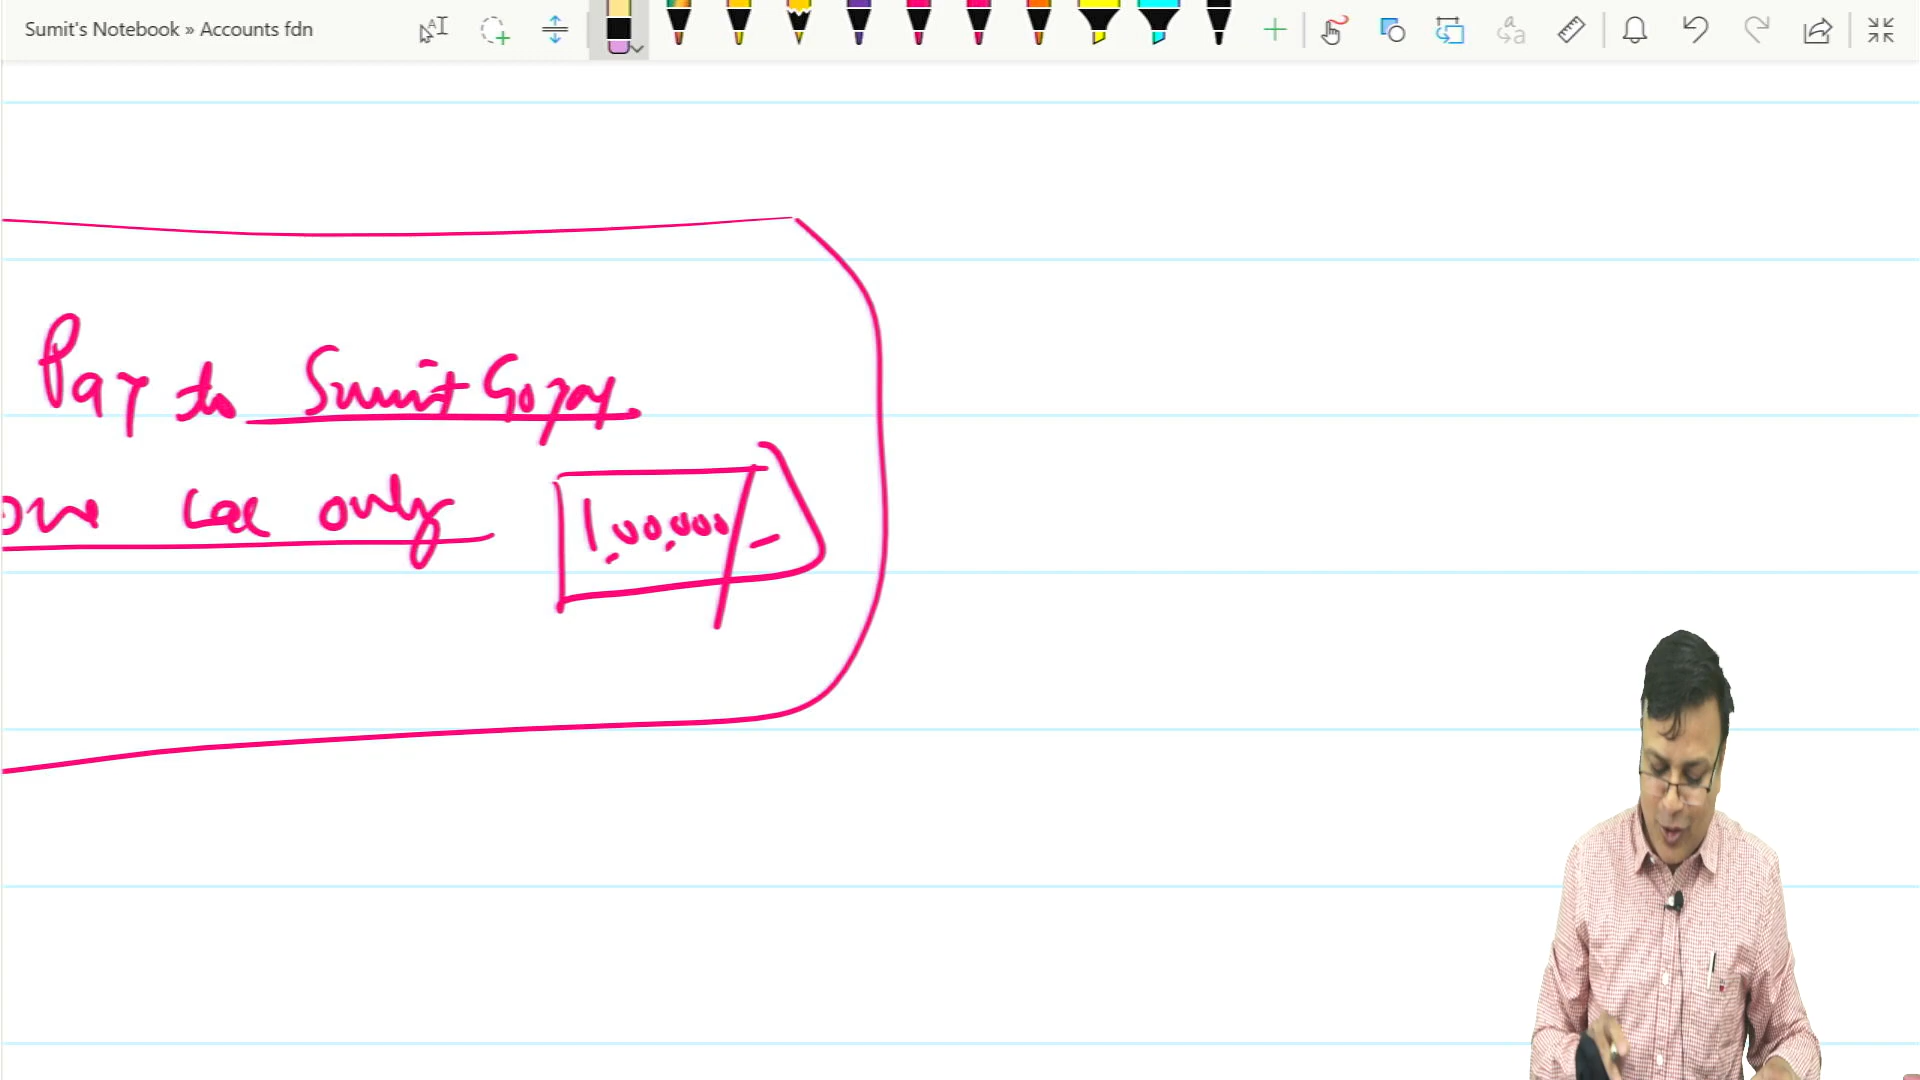 Sumit's Notebook » Accounts fdn
Pay to Sumit Gopay
one Lac only
1,00,000/-